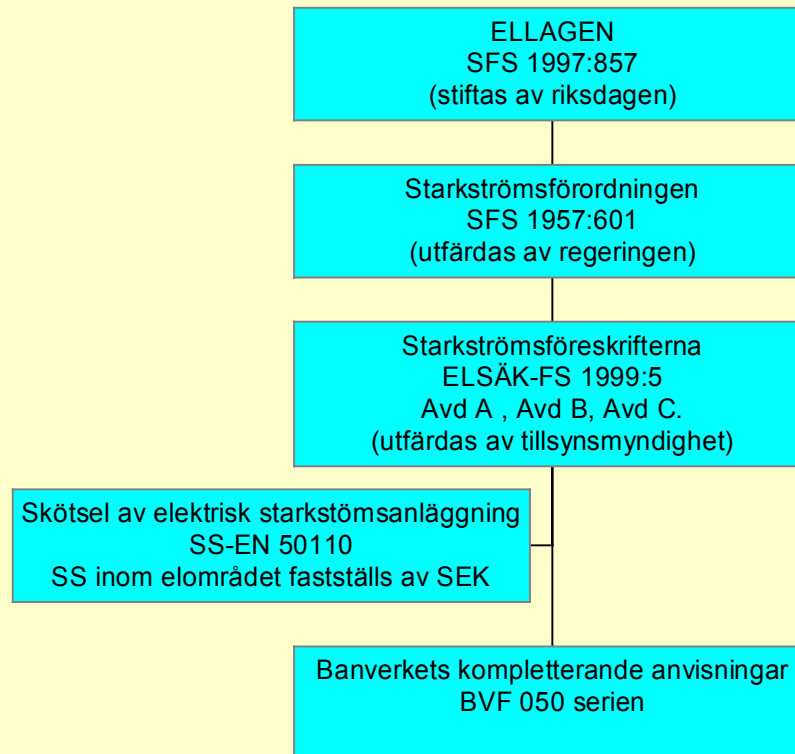 ELLAGEN
SFS 1997:857
(stiftas av riksdagen)
Starkströmsförordningen
SFS 1957:601
(utfärdas av regeringen)
Starkströmsföreskrifterna
ELSÄK-FS 1999:5
Avd A , Avd B, Avd C.
(utfärdas av tillsynsmyndighet)
Skötsel av elektrisk starkstömsanläggning
SS-EN 50110
SS inom elområdet fastställs av SEK
Banverkets kompletterande anvisningar
BVF 050 serien